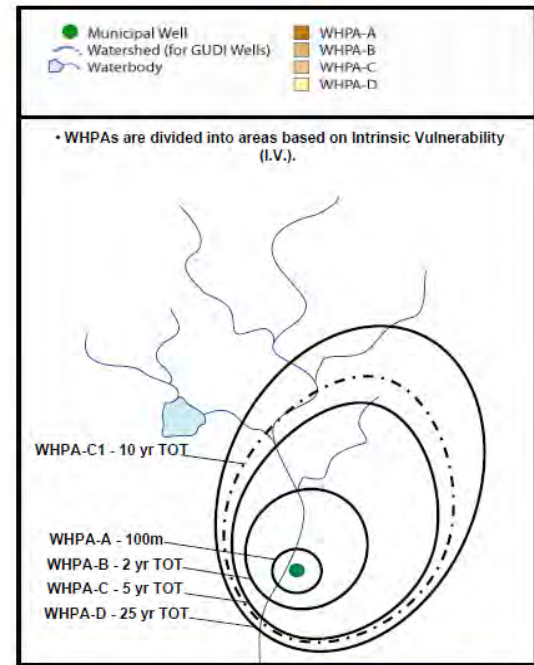 Municipal Well
Watershed (for GUDI Wells)
Waterbody
WHPA-A
WHPA-B
WHPA-C
WHPA-D
• WHPAs are divided into areas based on Intrinsic Vulnerability
(I.V.).
WHPA-C1 - 10 yr TOT
WHPA-A - 100m
WHPA-B - 2 yr TOT
WHPA-C - 5 yr TOT
WHPA-D - 25 yr TOT